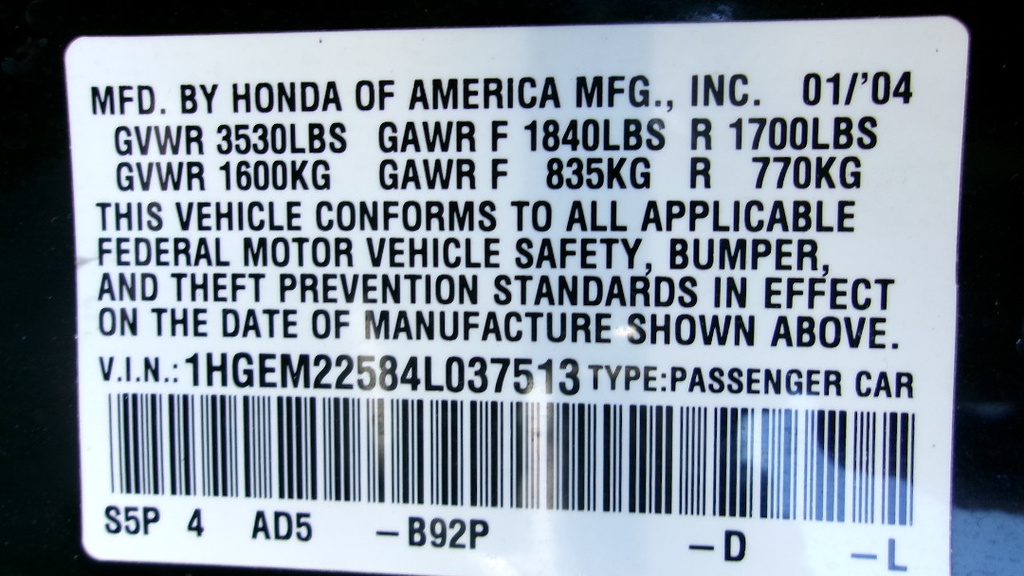 MFD. BY HONDA OF AMERICA MFG., INC. 01/'04
GVWR 3530LBS GAWR F 1840LBS R 1700LBS
GVWR 1600KG GAWR F 835KG R 770KG
THIS VEHICLE CONFORMS TO ALL APPLICABLE
FEDERAL MOTOR VEHICLE SAFETY, BUMPER,
AND THEFT PREVENTION STANDARDS IN EFFECT
ON THE DATE OF MANUFACTURE SHOWN ABOVE.
V.I.N.: 1HGEM22584L037513 TYPE:PASSENGER CAR
S5P 4 AD5 –B92P –D –L